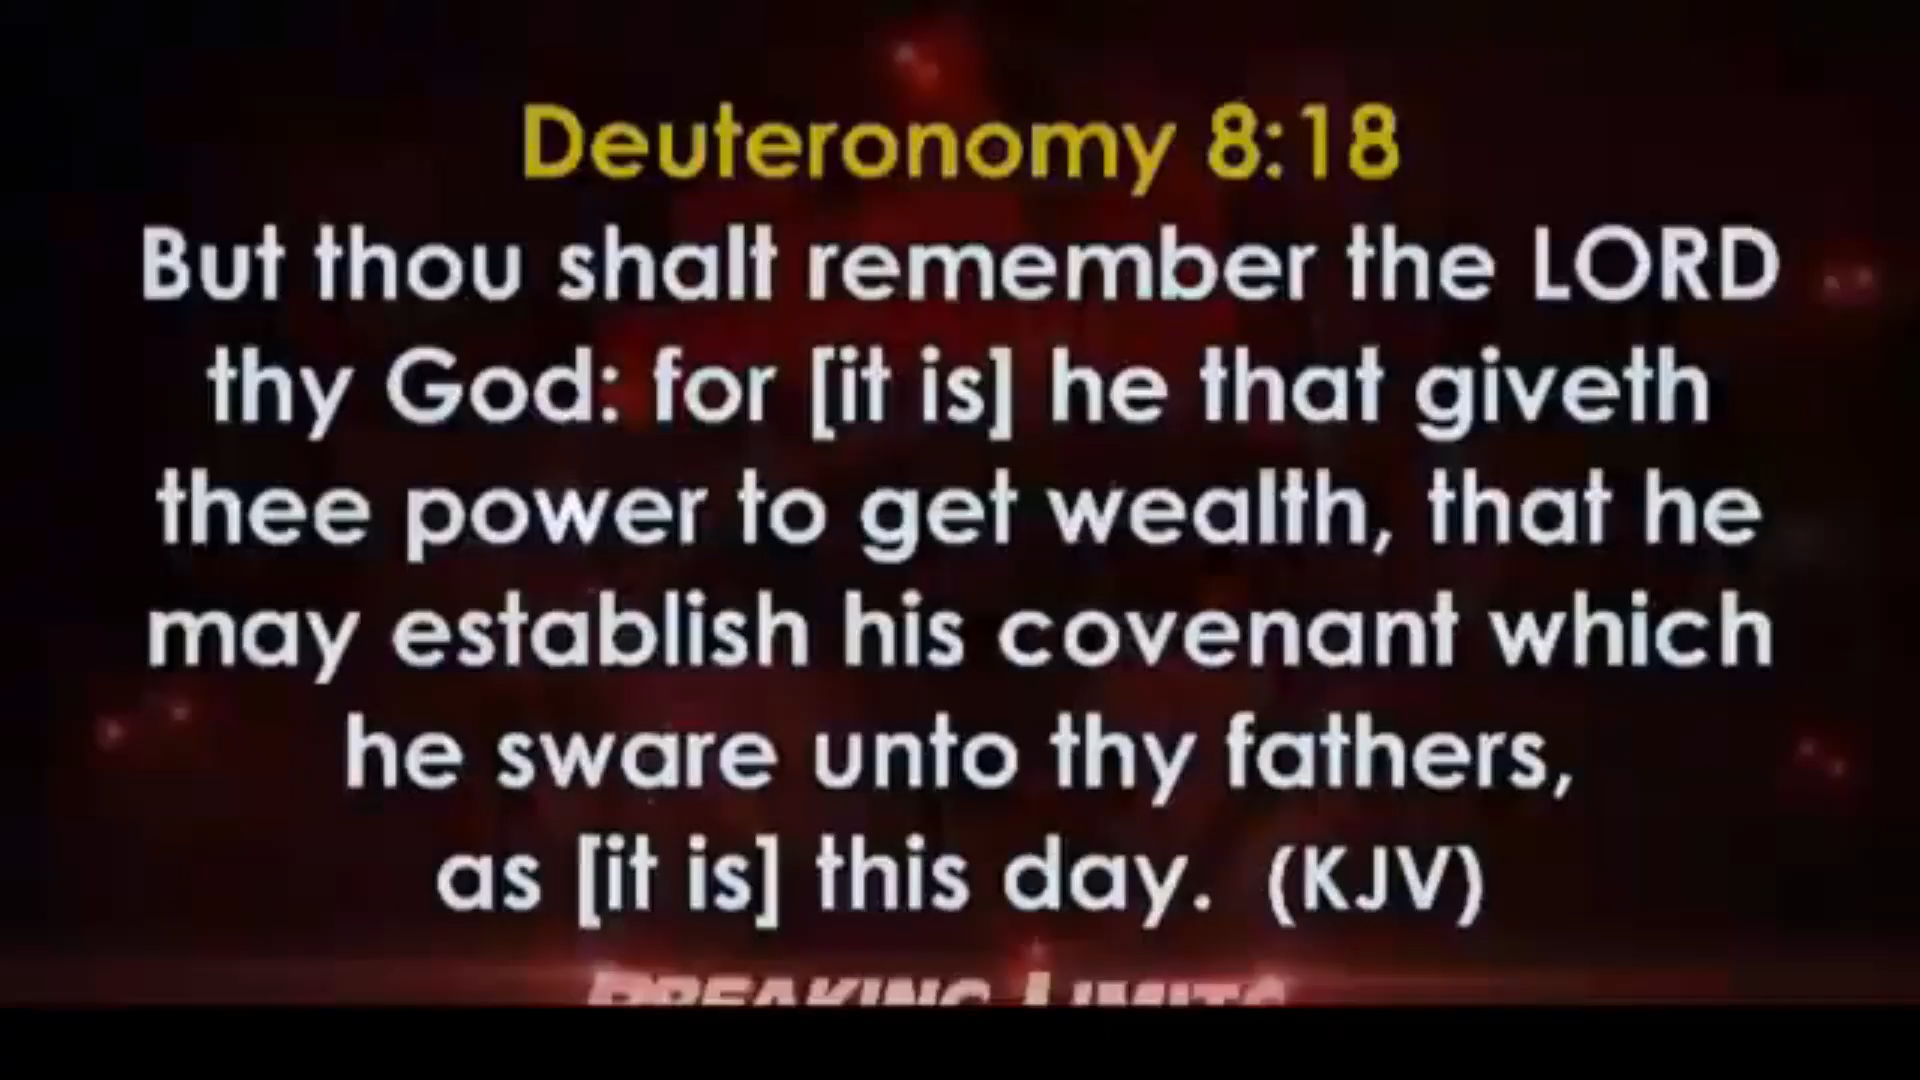 Deuteronomy 8:18
But thou shalt remember the LORD
thy God: for [it is] he that giveth
thee power to get wealth, that he
may establish his covenant which
he sware unto thy fathers,
as [it is] this day. (KJV)
BREAKING LIMITS